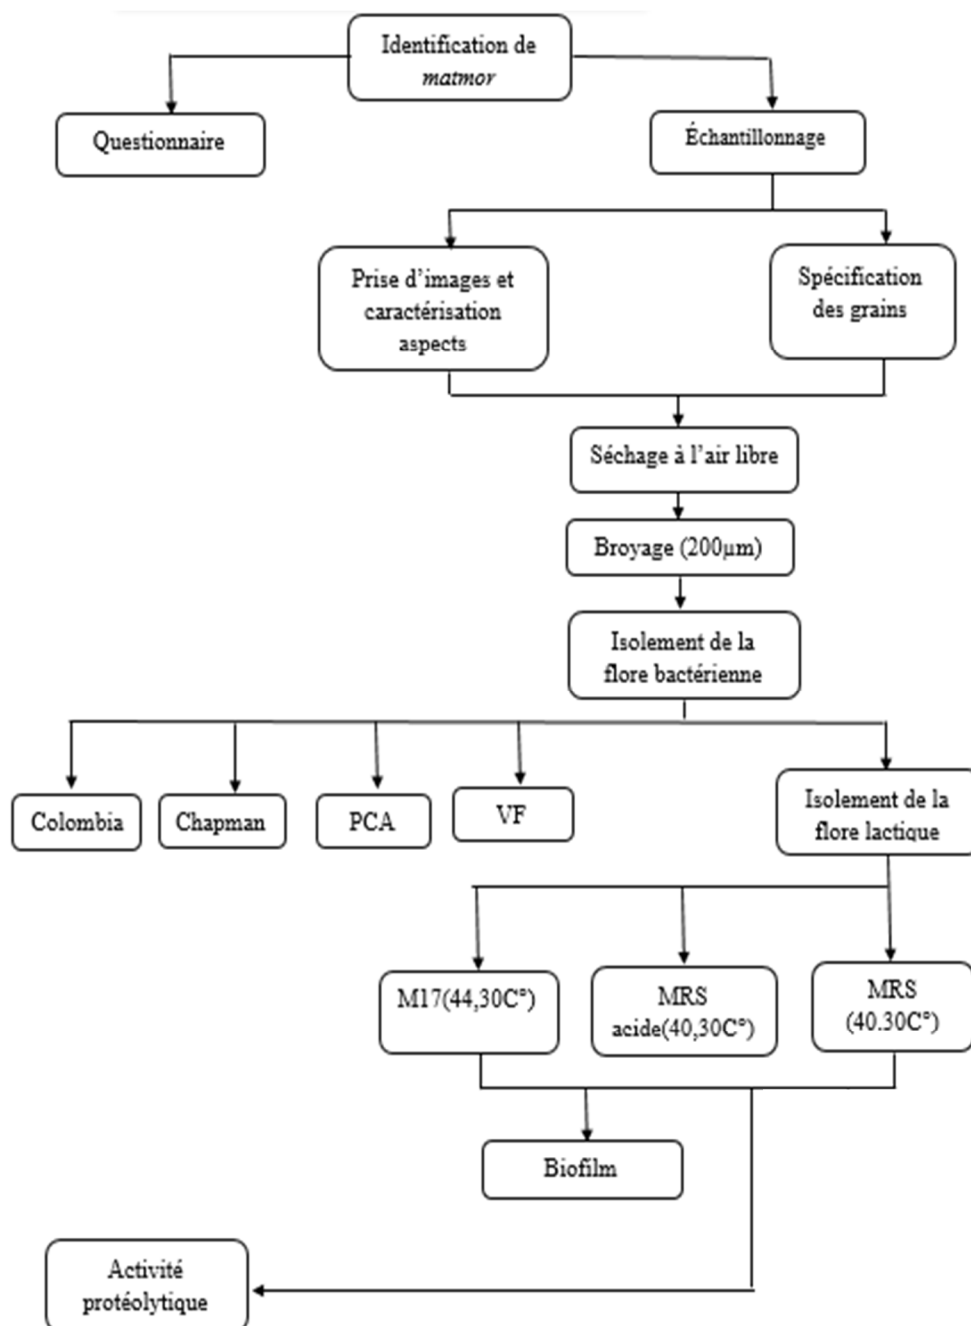 Identification de
matmor
Questionnaire
Échantillonnage
Prise d’images et
caractérisation
aspects
Spécification
des grains
Séchage à l’air libre
Broyage (200µm)
Isolement de la
flore bactérienne
Colombia
Chapman
PCA
VF
Isolement de la
flore lactique
M17(44,30C°)
MRS
acide(40,30C°)
MRS
(40.30C°)
Biofilm
Activité
protéolytique